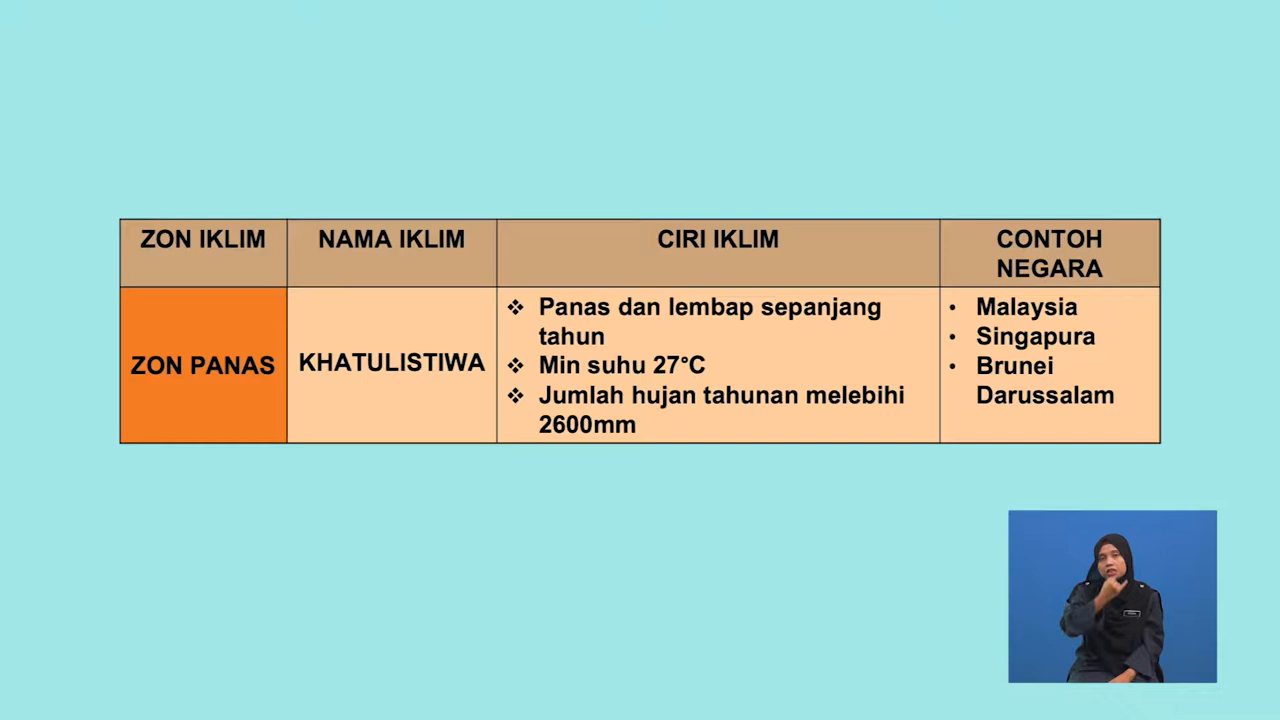 ZON IKLIM
NAMA IKLIM
CIRI IKLIM
CONTOH
NEGARA
ZON PANAS
KHATULISTIWA
❖ Panas dan lembap sepanjang
tahun
❖ Min suhu 27°C
❖ Jumlah hujan tahunan melebihi
2600mm
• Malaysia
• Singapura
• Brunei
Darussalam